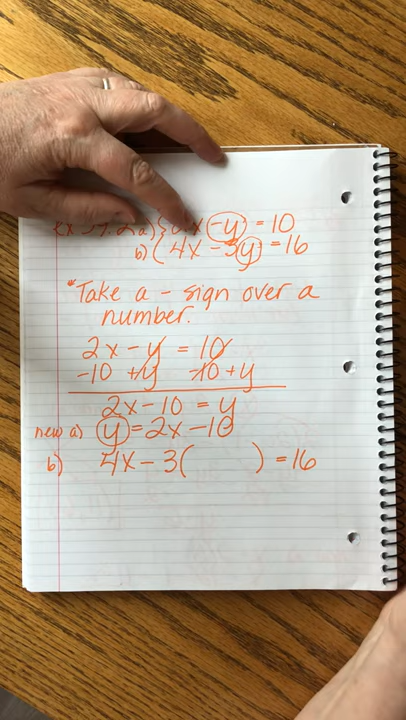 a) { x - y = 10
b) ( 4x - 3y = 16
*Take a - sign over a
number.
2x - y = 10
-10 + y -10 + y
2x - 10 = y
new a) y = 2x - 10
b) 4x - 3( ) = 16